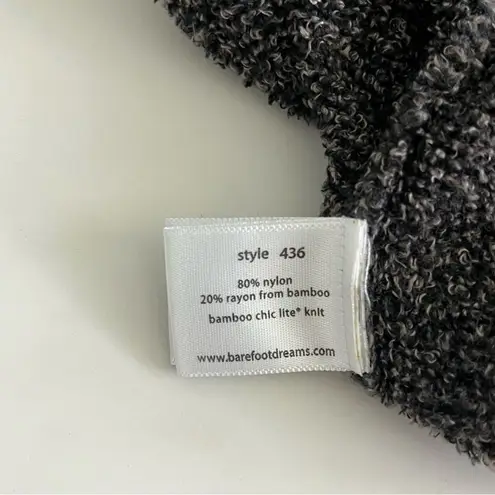 style 436
80% nylon
20% rayon from bamboo
bamboo chic lite® knit
www.barefootdreams.com